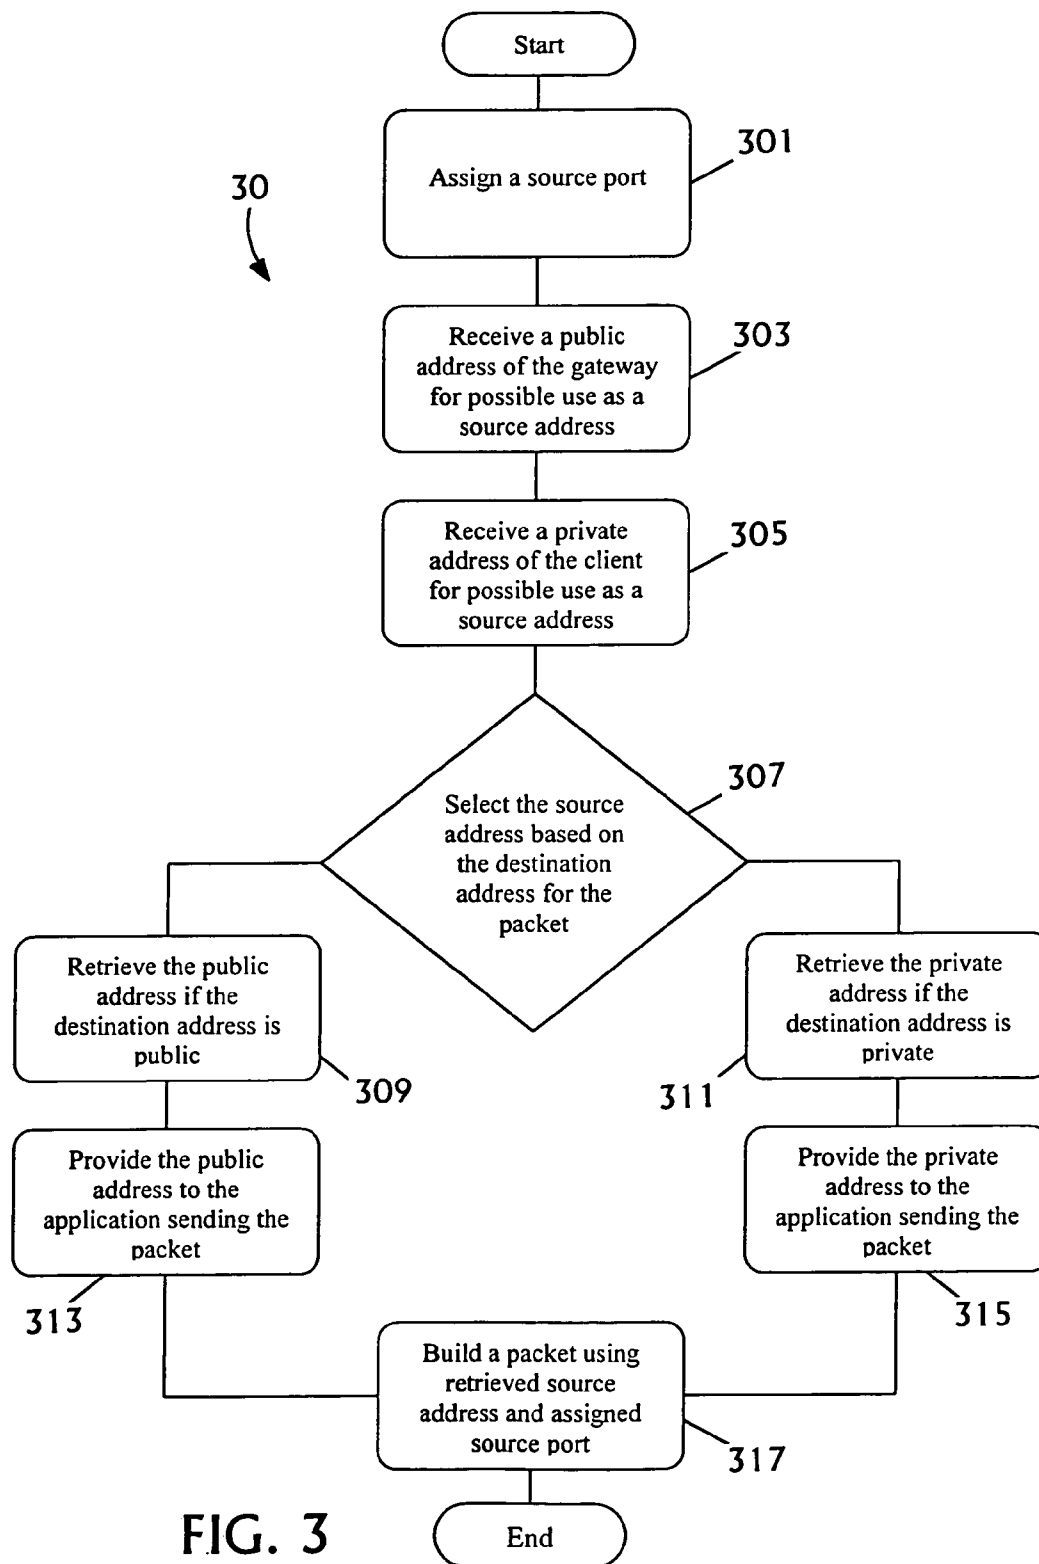 Start
Assign a source port
301
30
Receive a public
address of the gateway
for possible use as a
source address
303
Receive a private
address of the client
for possible use as a
source address
305
Select the source
address based on
the destination
address for the
packet
307
Retrieve the public
address if the
destination address is
public
309
Retrieve the private
address if the
destination address is
private
311
Provide the public
address to the
application sending the
packet
313
Provide the private
address to the
application sending the
packet
315
Build a packet using
retrieved source
address and assigned
source port
317
End
FIG. 3